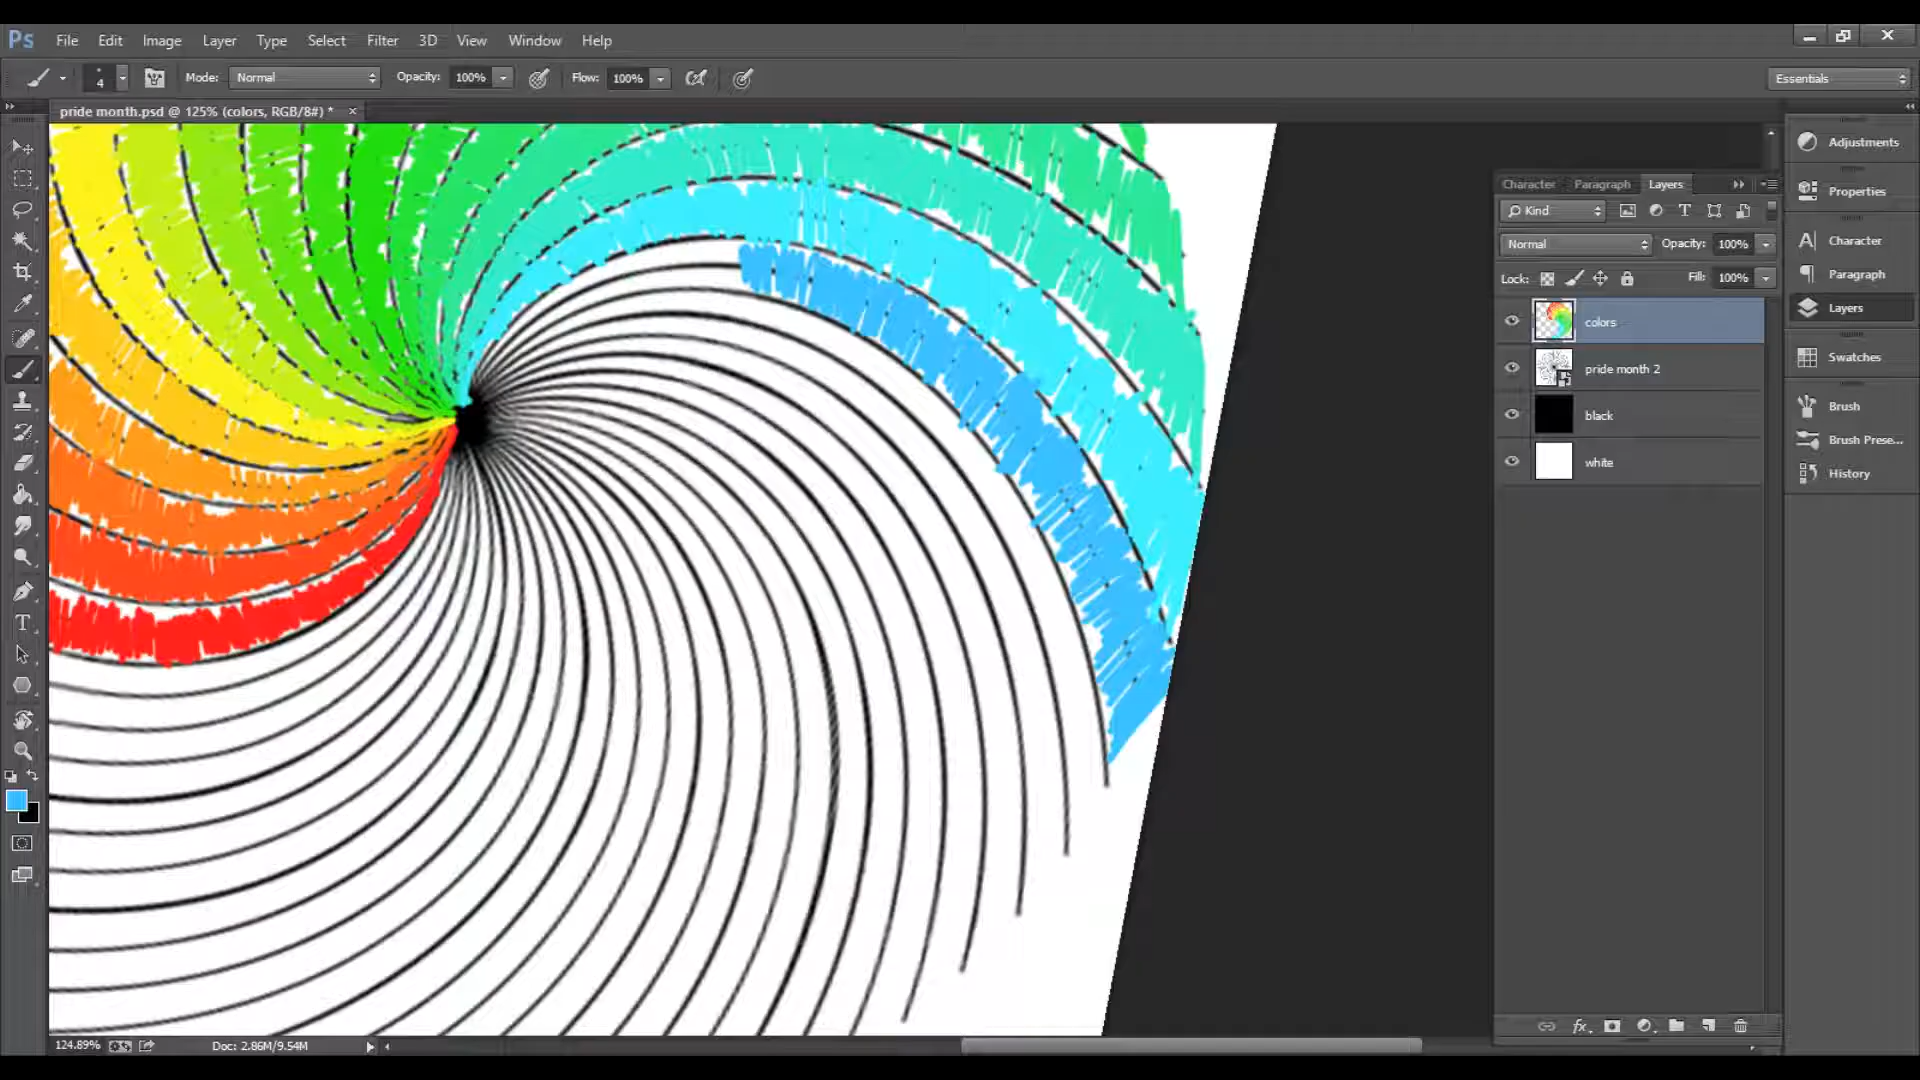 Ps File Edit Image Layer Type Select Filter 3D View Window Help
4 Mode: Normal Opacity: 100% Flow: 100% Essentials
pride month.psd @ 125% (colors, RGB/8#) * ×
Adjustments
Properties
Character
Paragraph
Layers
Swatches
Brush
Brush Prese...
History
Character Paragraph Layers
Kind
Normal Opacity: 100%
Lock: Fill: 100%
colors
pride month 2
black
white
fx
124.89% Doc: 2.86M/9.54M